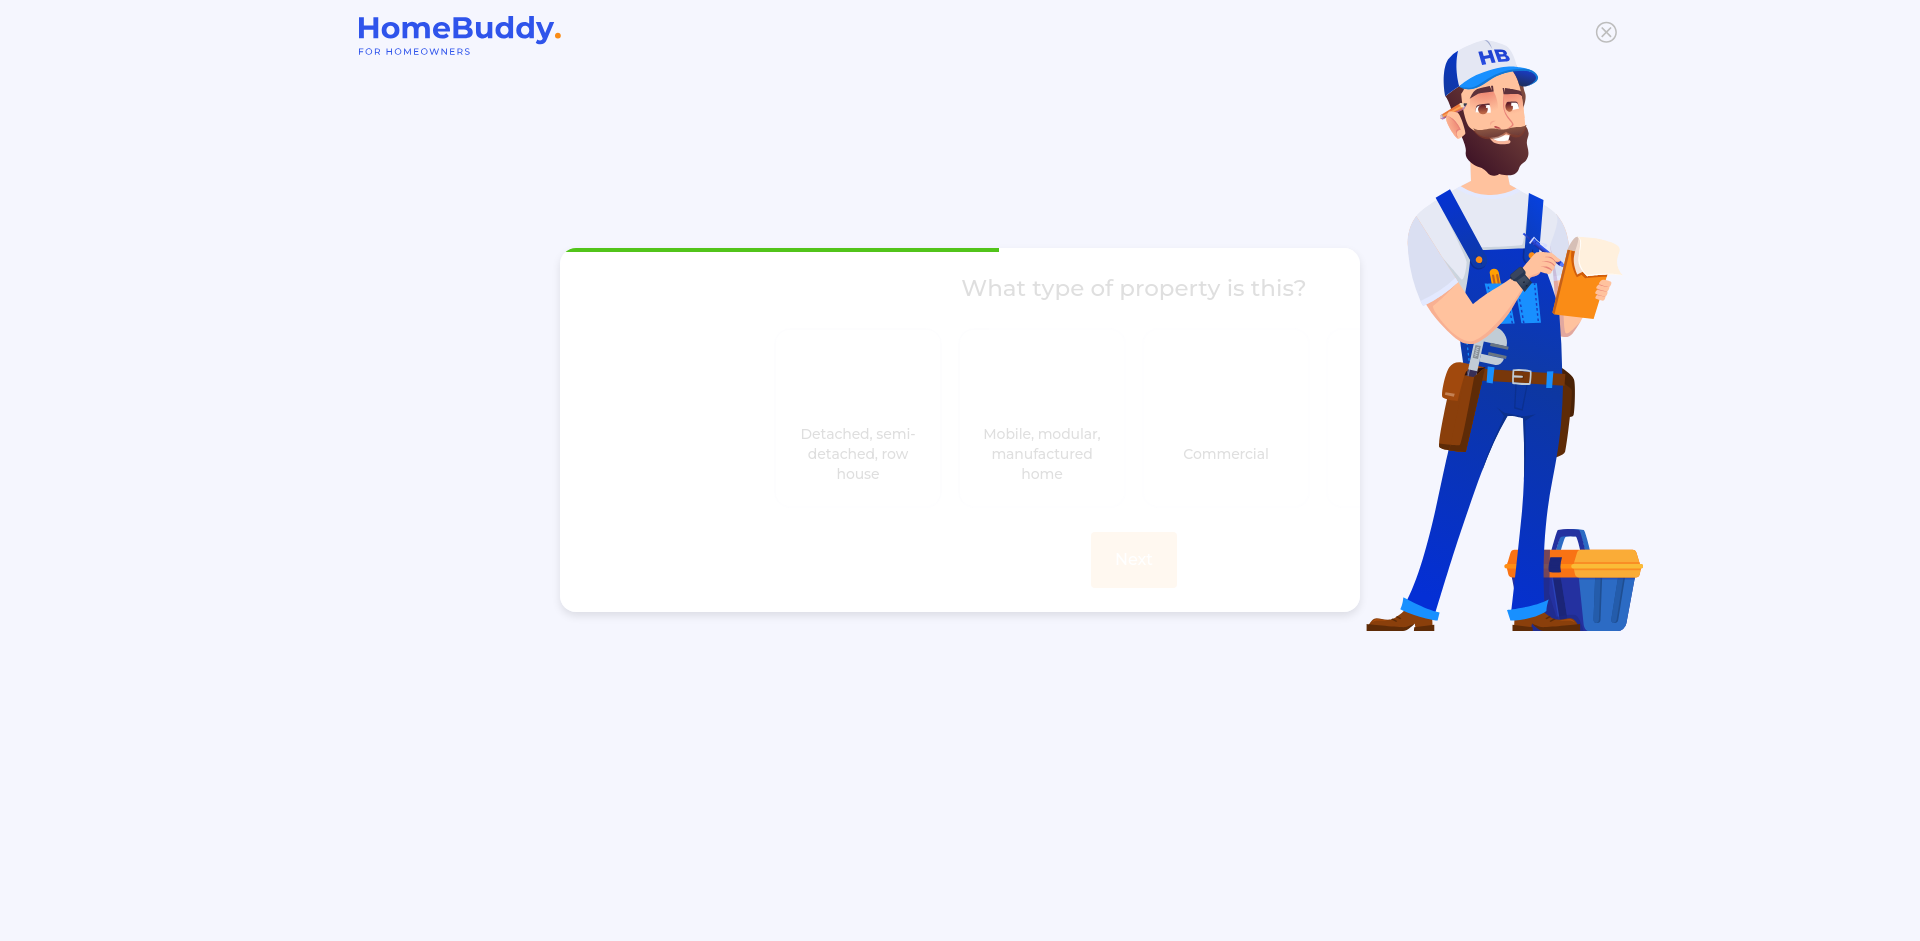 HomeBuddy.
FOR HOMEOWNERS
HB
What type of property is this?
Detached, semi-
detached, row
house
Mobile, modular,
manufactured
home
Commercial
Next